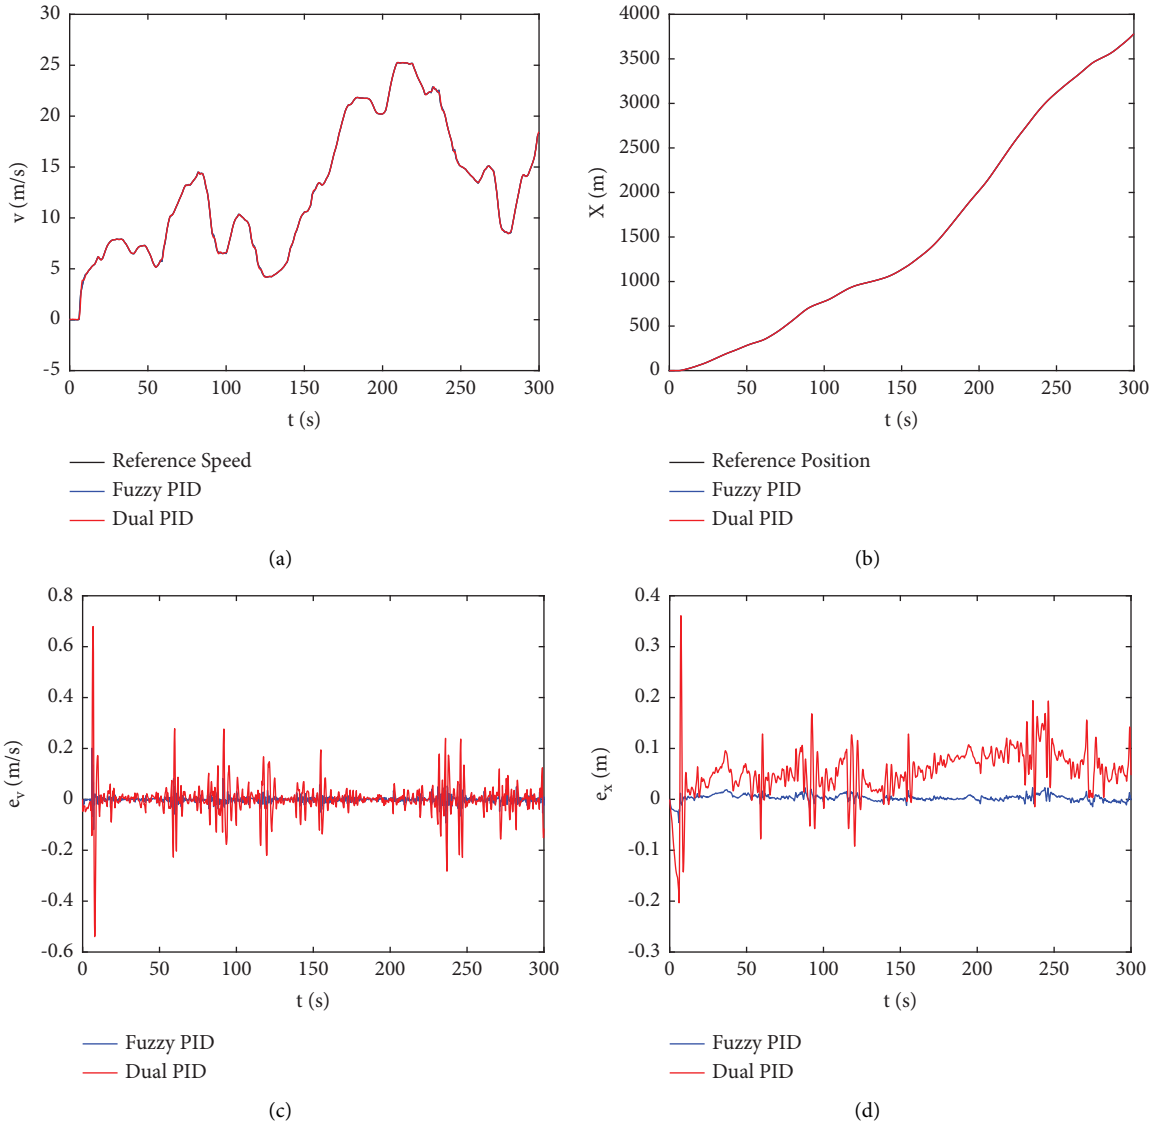 30
25
20
15
10
5
0
-5
v (m/s)
0 50 100 150 200 250 300
t (s)
Reference Speed
Fuzzy PID
Dual PID
(a)
4000
3500
3000
2500
2000
1500
1000
500
0
X (m)
0 50 100 150 200 250 300
t (s)
Reference Position
Fuzzy PID
Dual PID
(b)
0.8
0.6
0.4
0.2
0
-0.2
-0.4
-0.6
e_v (m/s)
0 50 100 150 200 250 300
t (s)
Fuzzy PID
Dual PID
(c)
0.4
0.3
0.2
0.1
0
-0.1
-0.2
-0.3
e_x (m)
0 50 100 150 200 250 300
t (s)
Fuzzy PID
Dual PID
(d)